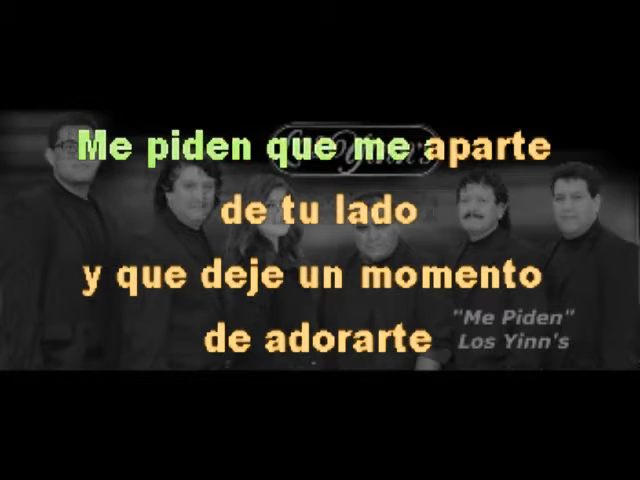 Me piden que me aparte
de tu lado
y que deje un momento
de adorarte
"Me Piden"
Los Yinn's